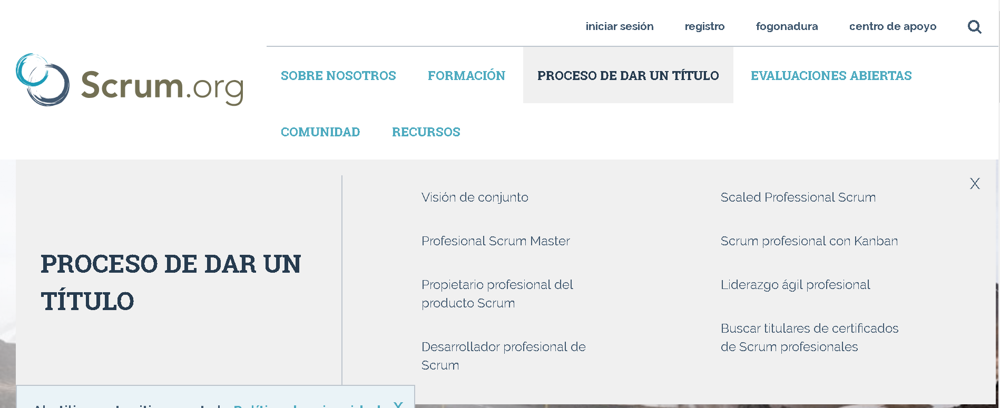 iniciar sesión registro fogonadura centro de apoyo
Scrum.org
SOBRE NOSOTROS FORMACIÓN PROCESO DE DAR UN TÍTULO EVALUACIONES ABIERTAS
COMUNIDAD RECURSOS
X
PROCESO DE DAR UN
TÍTULO
Visión de conjunto
Profesional Scrum Master
Propietario profesional del
producto Scrum
Desarrollador profesional de
Scrum
Scaled Professional Scrum
Scrum profesional con Kanban
Liderazgo ágil profesional
Buscar titulares de certificados
de Scrum profesionales
X